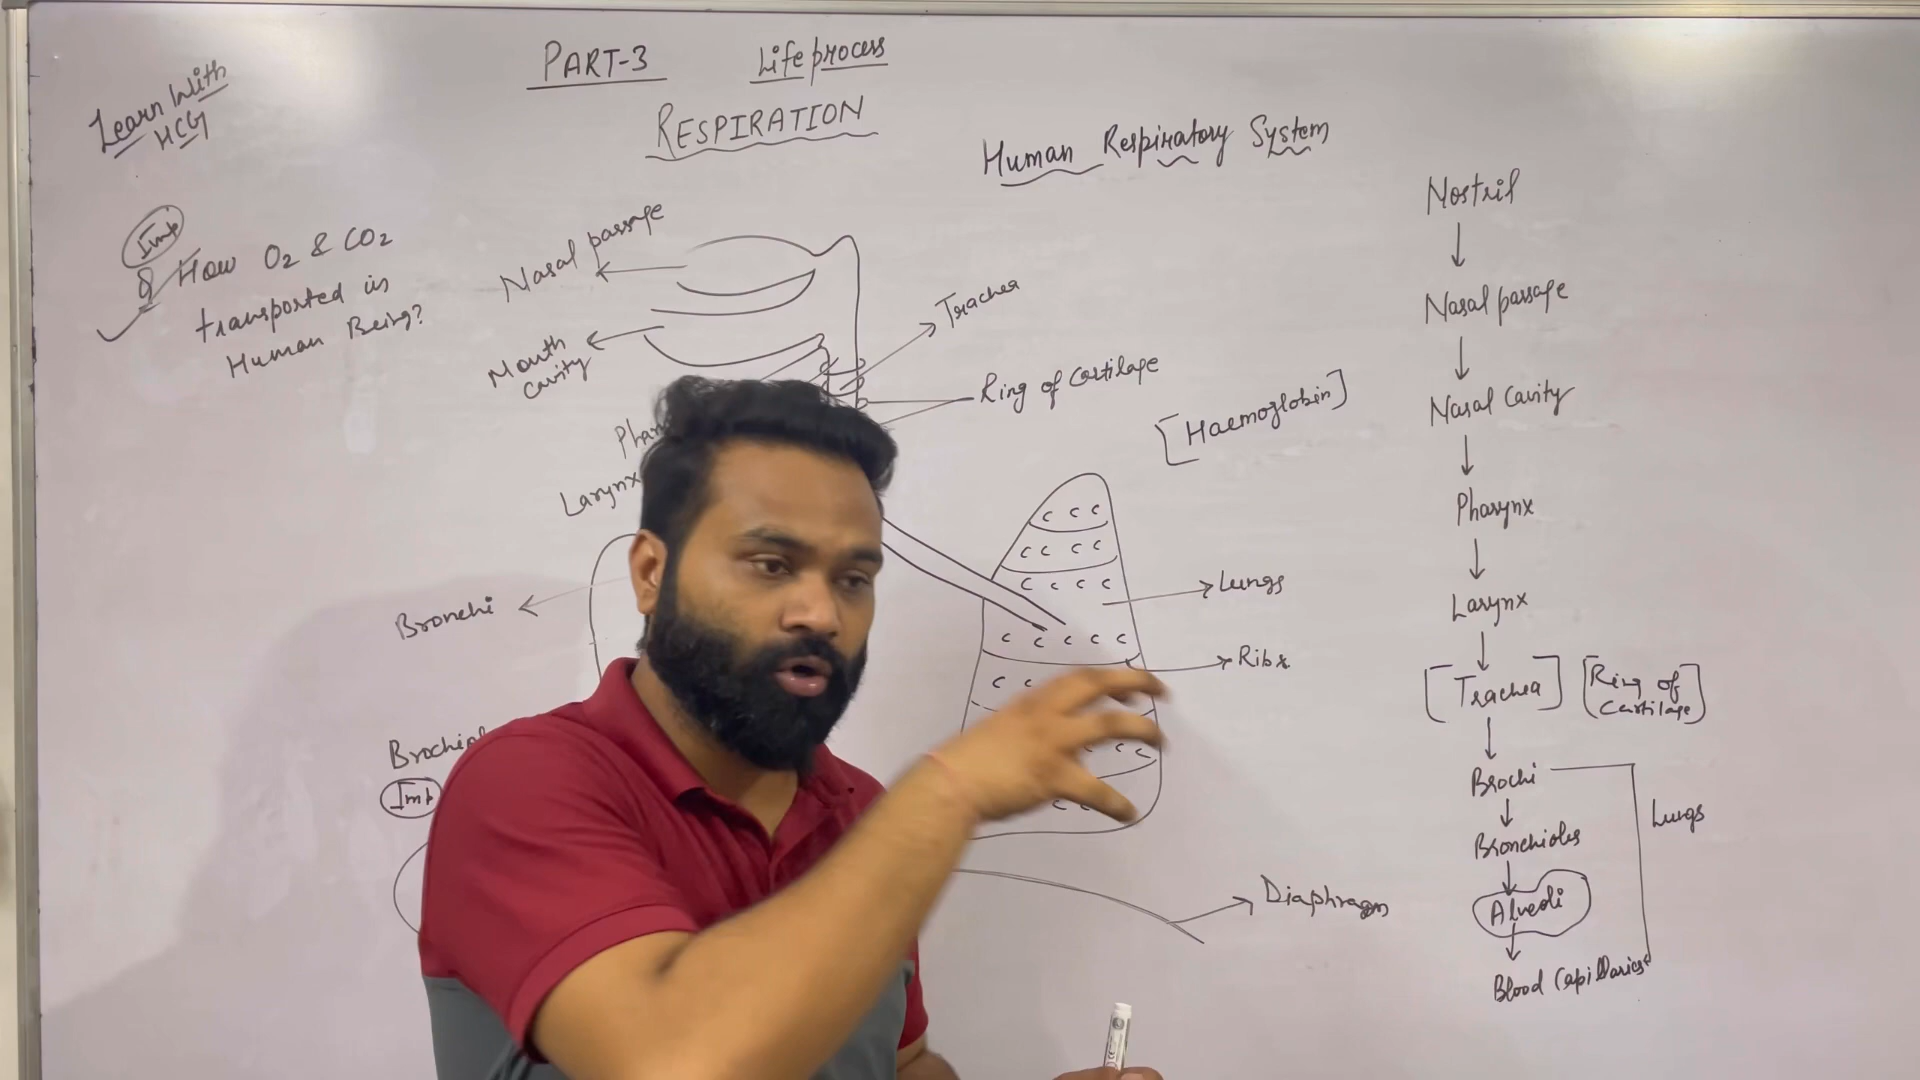 PART-3
Life process
RESPIRATION
Learn With
HCG
Human Respiratory System
Imp
Q How O2 & CO2
transported in
Human Being?
Nasal passage
Mouth
cavity
Trachea
Ring of Cartilage
[Haemoglobin]
Larynx
Bronchi
Imp
C C C
C C C C
C C C C
C C C C C
Lungs
Ribs
Diaphragm
Nostril
Nasal passage
Nasal Cavity
Pharynx
Larynx
[Trachea] [Ring of
Cartilage]
Brochi
Bronchioles
Lungs
Alveoli
Blood Capillaries